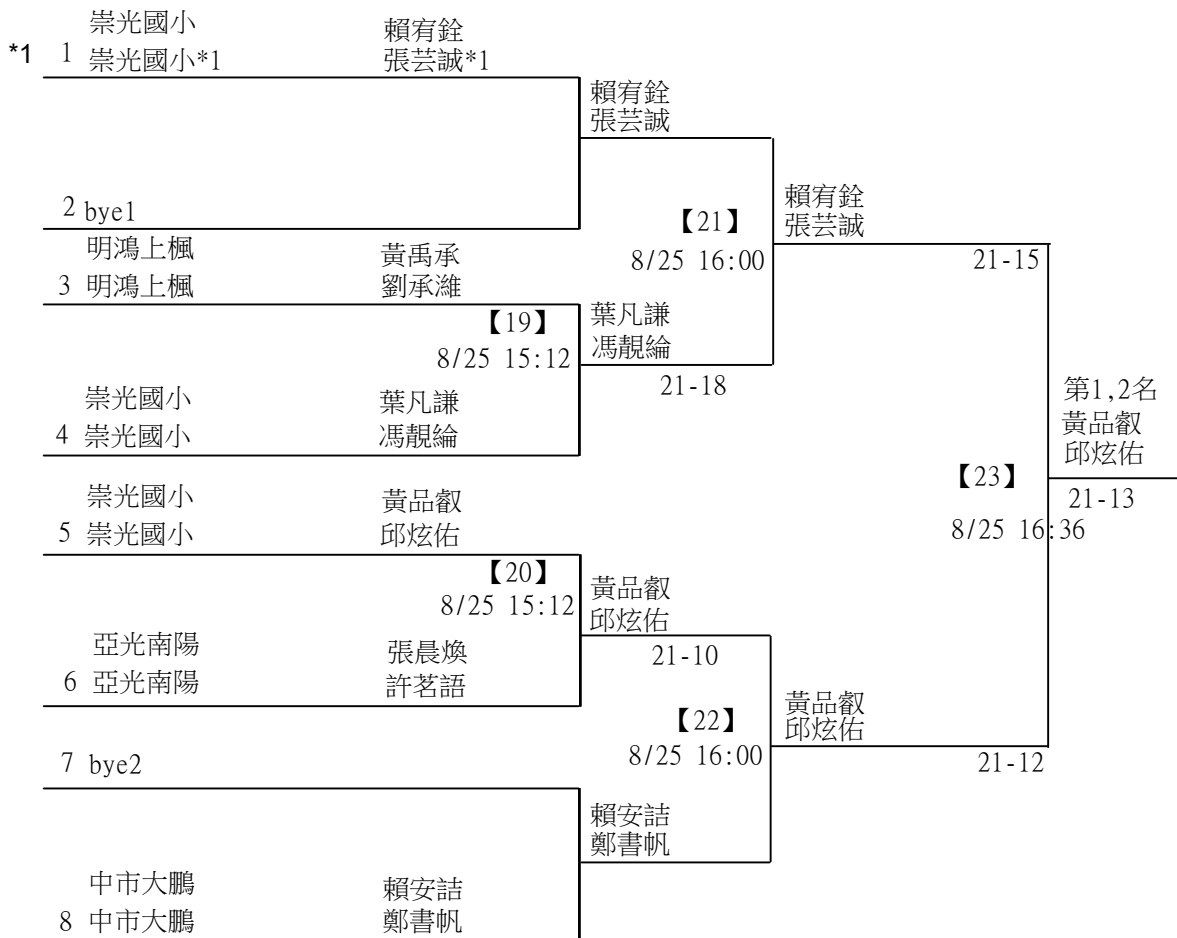 崇光國小 賴宥銓
*1 1 崇光國小*1 張芸誠*1
賴宥銓
張芸誠
2 bye1
賴宥銓
張芸誠
【21】
8/25 16:00
21-15
明鴻上楓 黃禹承
3 明鴻上楓 劉承濰
【19】
8/25 15:12
葉凡謙
馮靚綸
21-18
崇光國小 葉凡謙
4 崇光國小 馮靚綸
第1,2名
黃品叡
邱炫佑
【23】
21-13
8/25 16:36
崇光國小 黃品叡
5 崇光國小 邱炫佑
【20】
8/25 15:12
黃品叡
邱炫佑
21-10
亞光南陽 張晨煥
6 亞光南陽 許茗語
【22】
8/25 16:00
黃品叡
邱炫佑
21-12
7 bye2
賴安喆
鄭書帆
中市大鵬 賴安喆
8 中市大鵬 鄭書帆